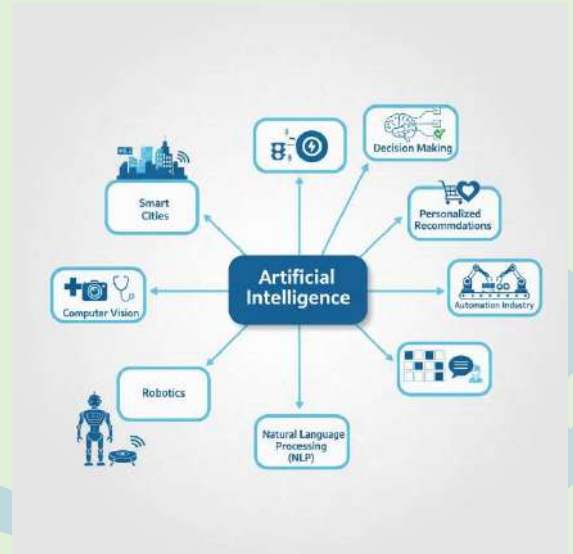 Decision Making
Smart
Cities
Personalized
Recommdations
Artificial
Intelligence
Computer Vision
Automation Industry
Robotics
Natural Language
Processing
(NLP)